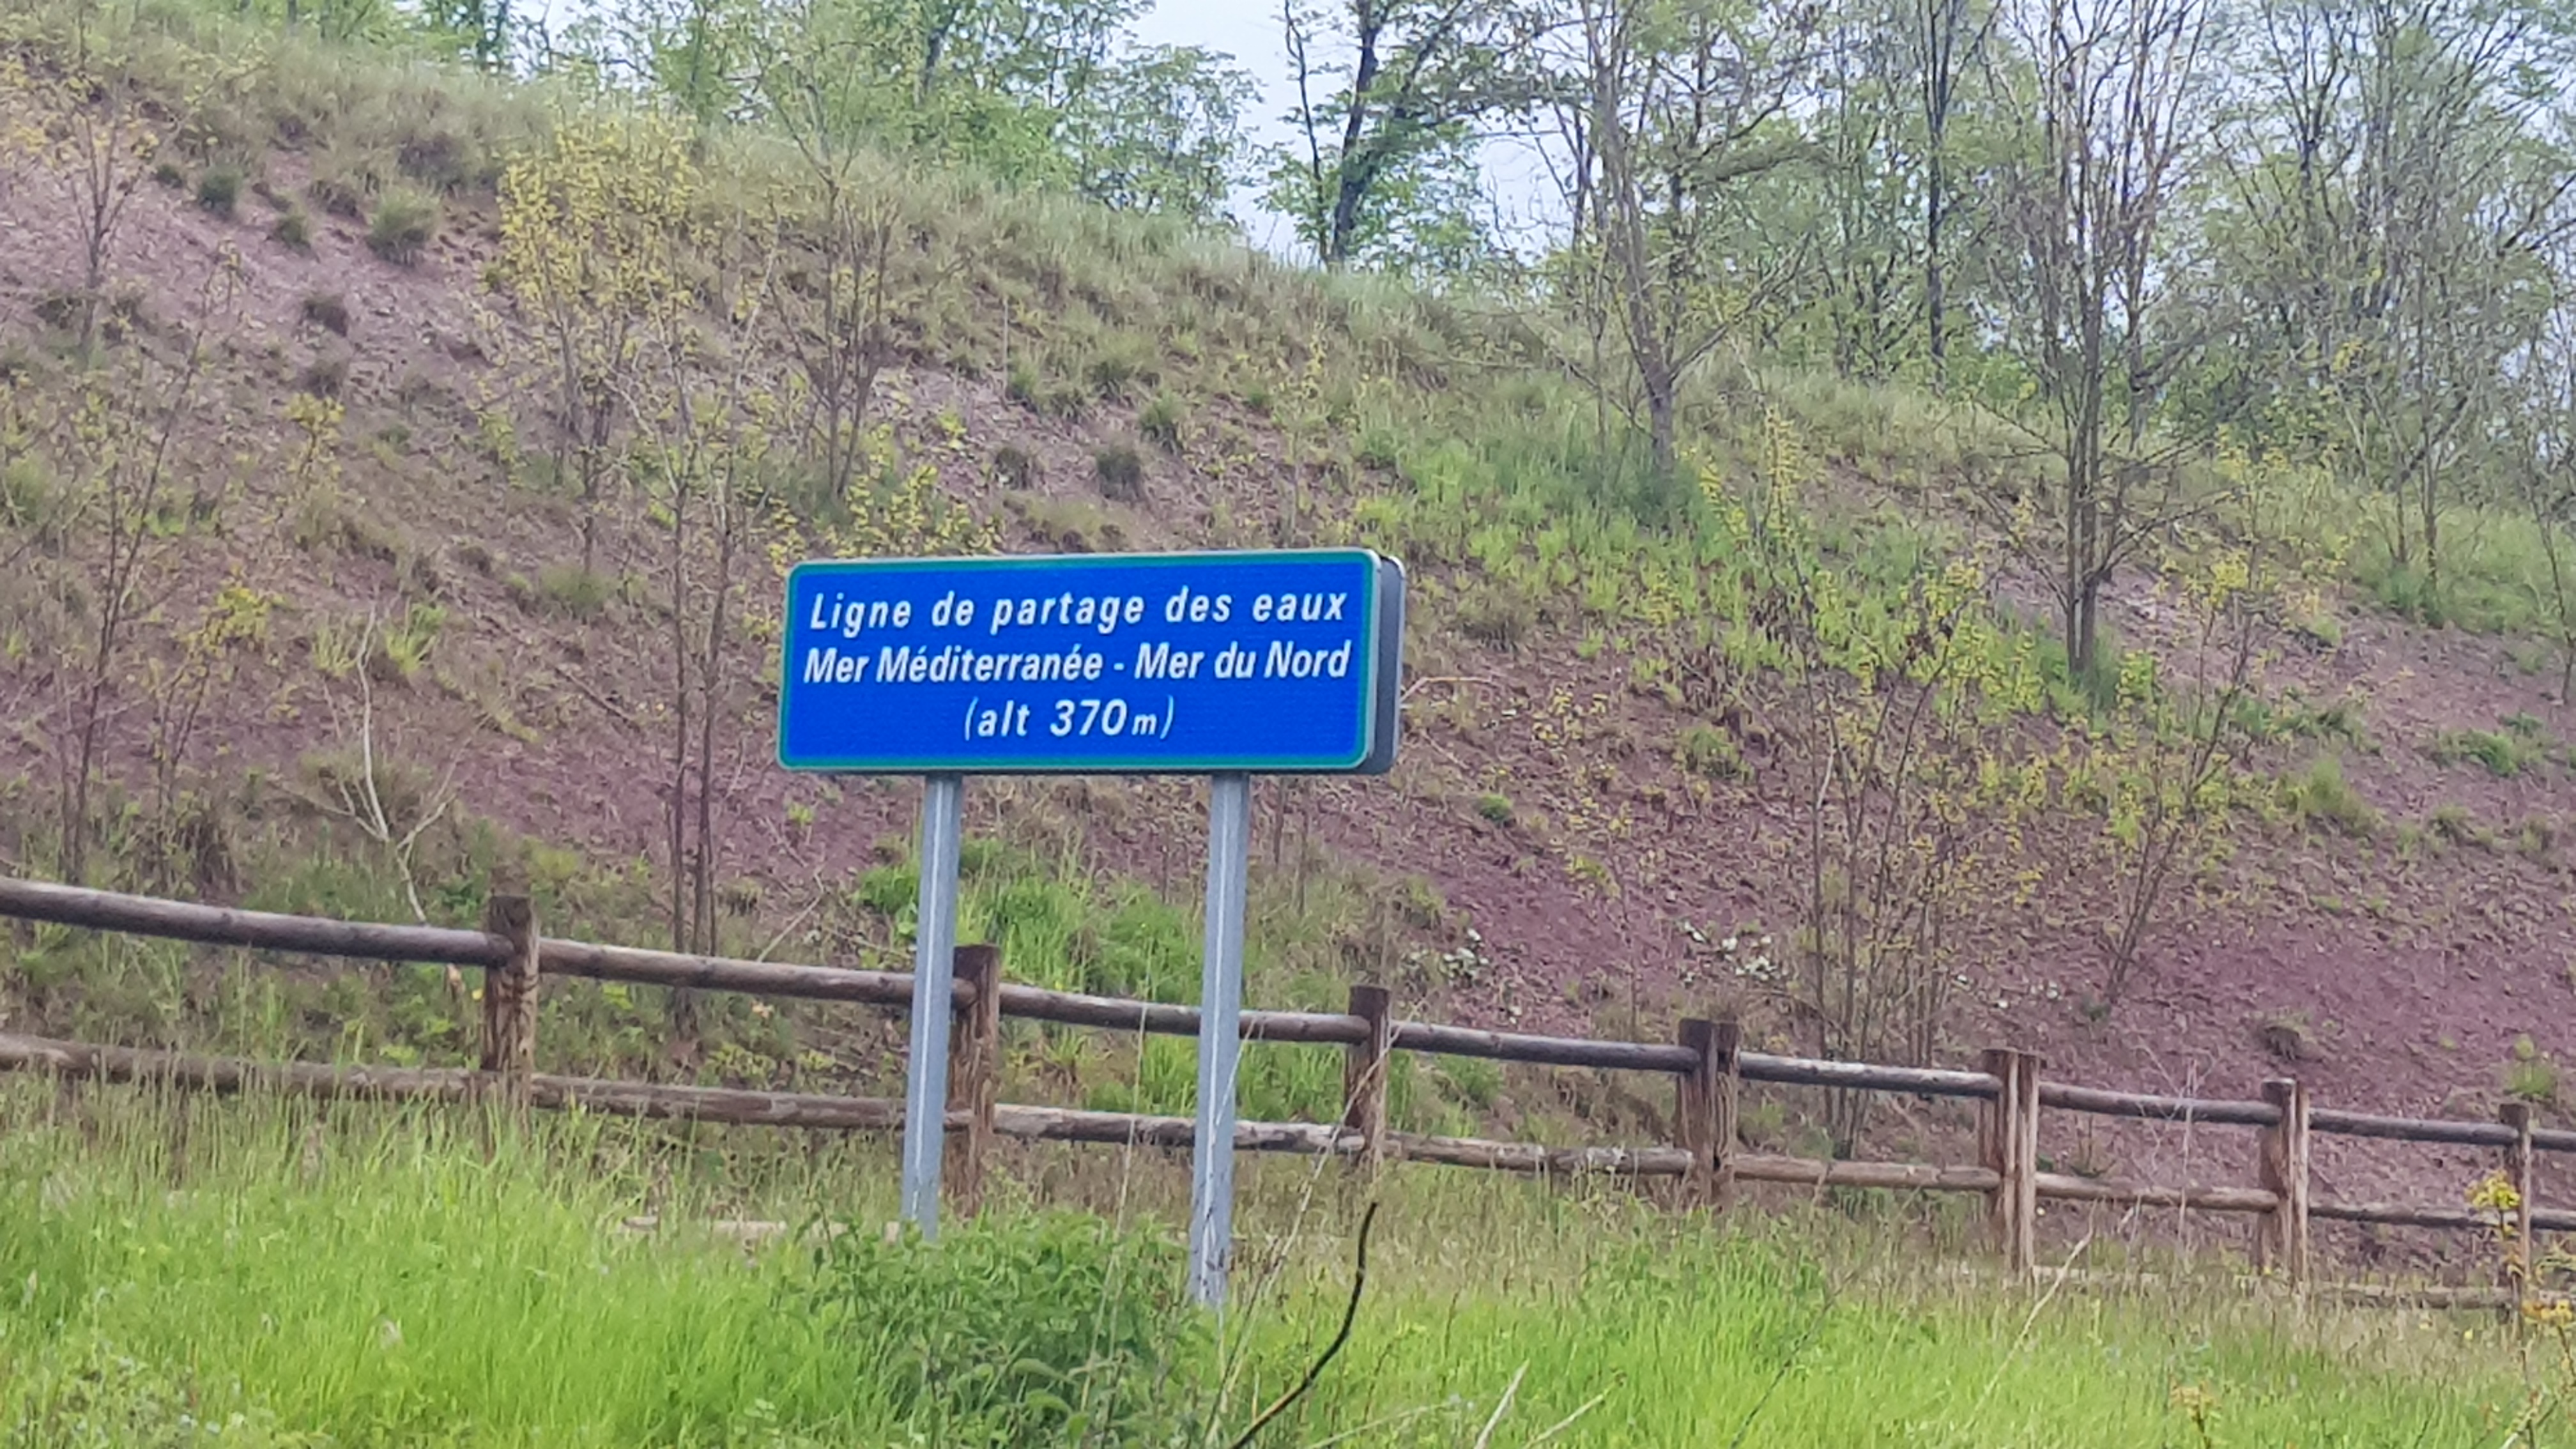 Ligne de partage des eaux
Mer Méditerranée - Mer du Nord
(alt 370m)